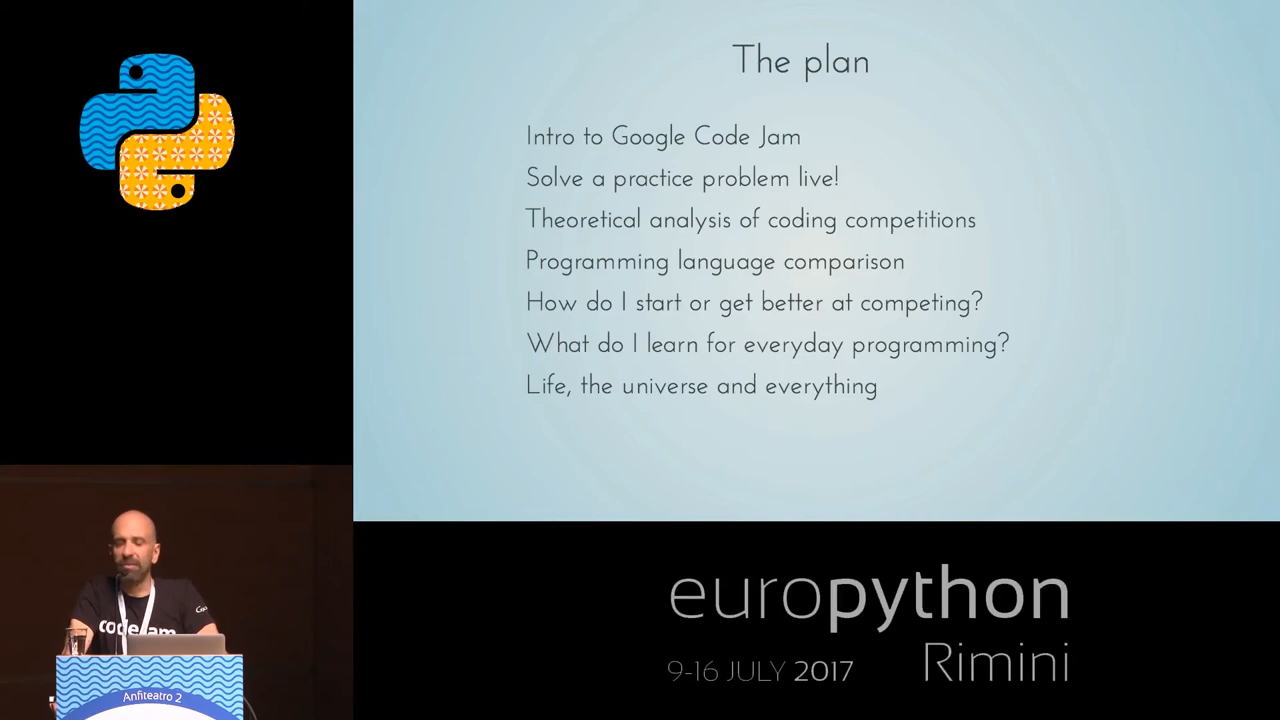 The plan
Intro to Google Code Jam
Solve a practice problem live!
Theoretical analysis of coding competitions
Programming language comparison
How do I start or get better at competing?
What do I learn for everyday programming?
Life, the universe and everything
code jam
Anfiteatro 2
europython
Rimini
9-16 JULY 2017